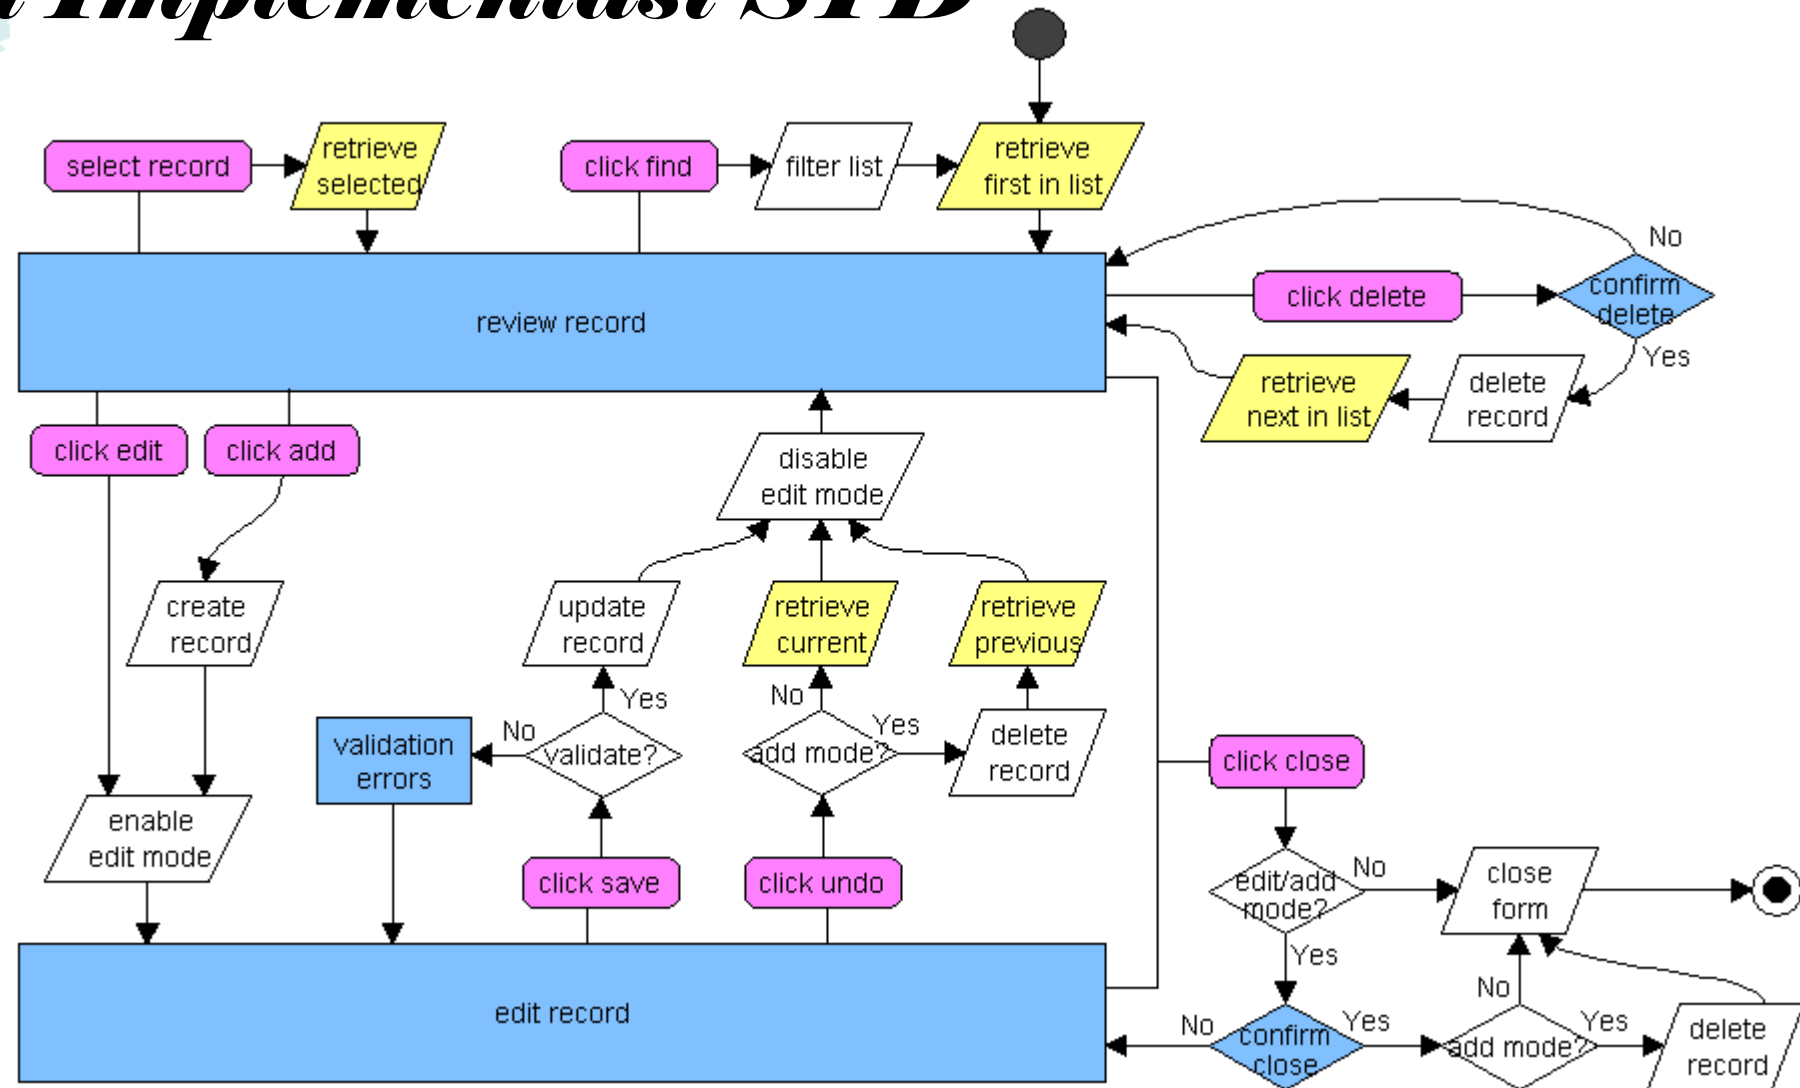 Implementasi STD
select record
retrieve
selected
click find
filter list
retrieve
first in list
No
click delete
confirm
delete
review record
Yes
retrieve
next in list
delete
record
click edit
click add
disable
edit mode
create
record
update
record
retrieve
current
retrieve
previous
Yes
No
Yes
No
validation
errors
validate?
add mode?
delete
record
click close
enable
edit mode
click save
click undo
edit/add
mode?
No
close
form
Yes
edit record
No
confirm
close
Yes
No
add mode?
Yes
delete
record